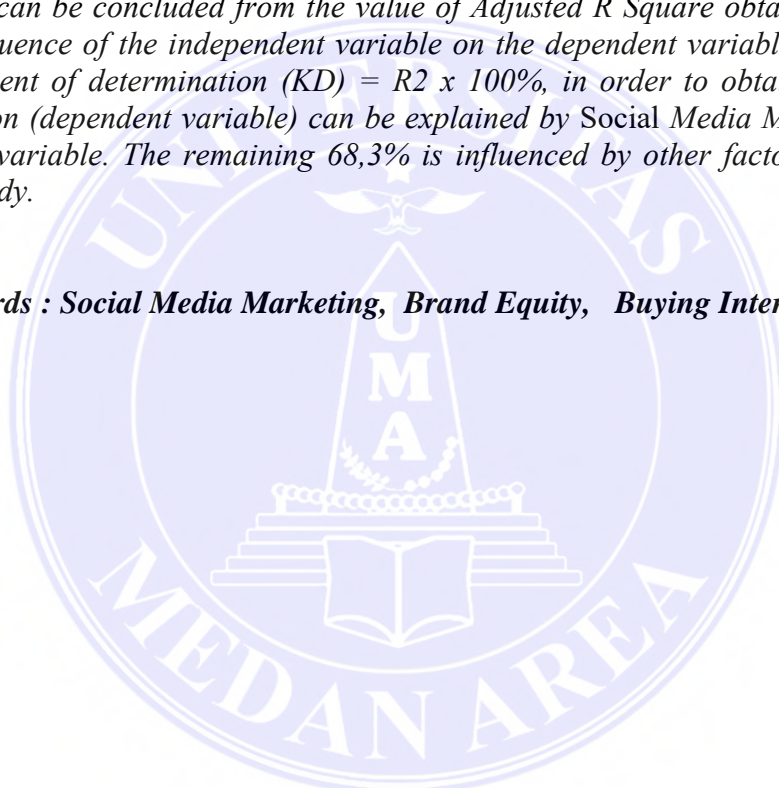 can be concluded from the value of Adjusted R Square obta
uence of the independent variable on the dependent variabl
ent of determination (KD) = R2 x 100%, in order to obta
on (dependent variable) can be explained by Social Media M
variable. The remaining 68,3% is influenced by other facto
dy.
rds : Social Media Marketing, Brand Equity, Buying Inter
UNIVERSITAS
U
M
A
MEDAN AREA